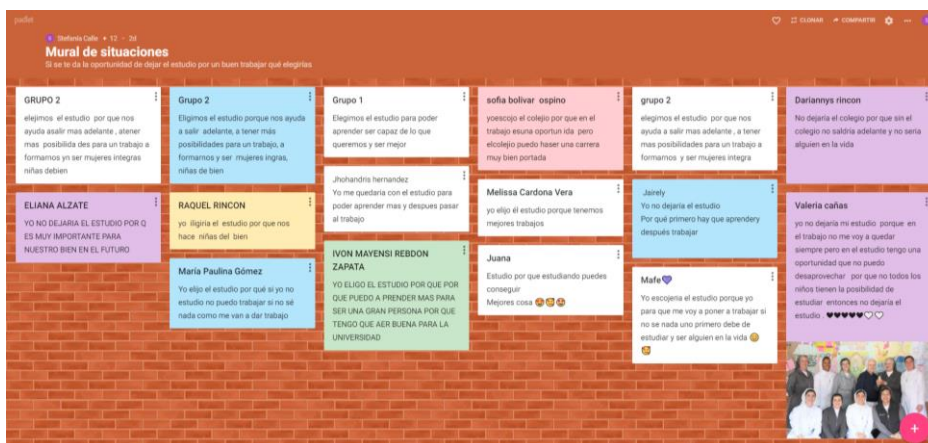 padlet
CLONAR
COMPARTIR
Stefanía Calle + 12 · 2d
Mural de situaciones
Si se te da la oportunidad de dejar el estudio por un buen trabajar qué elegirías
GRUPO 2
elejimos el estudio por que nos
ayuda asalir mas adelante , atener
mas posibilida des para un trabajo a
formarnos yn ser mujeres integras
niñas debien
ELIANA ALZATE
YO NO DEJARIA EL ESTUDIO POR Q
ES MUY IMPORTANTE PARA
NUESTRO BIEN EN EL FUTURO
Grupo 2
Eligimos el estudio porque nos ayuda
a salir adelante, a tener más
posibilidades para un trabajo, a
formarnos y ser mujeres ingras,
niñas de bien
RAQUEL RINCON
yo iligiria el estudio por que nos
hace niñas del bien
María Paulina Gómez
Yo elijo el estudio por qué si yo no
estudio no puedo trabajar si no sé
nada como me van a dar trabajo
Grupo 1
Elegimos el estudio para poder
aprender ser capaz de lo que
queremos y ser mejor
Jhohandris hernandez
Yo me quedaria con el estudio para
poder aprender mas y despues pasar
al trabajo
IVON MAYENSI REBDON
ZAPATA
YO ELIGO EL ESTUDIO POR QUE POR
QUE PUEDO A PRENDER MAS PARA
SER UNA GRAN PERSONA POR QUE
TENGO QUE AER BUENA PARA LA
UNIVERSIDAD
sofia bolivar ospino
yoescojo el colejio por que en el
trabajo esuna oportun ida pero
elcolejio puedo haser una carrera
muy bien portada
Melissa Cardona Vera
yo elijo él estudio porque tenemos
mejores trabajos
Juana
Estudio por que estudiando puedes
conseguir
Mejores cosa
grupo 2
elegimos el estudio por que nos
ayuda a salir mas adelante , a tener
mas posibilidades para un trabajo a
formarnos y ser mujeres integra
Jairely
Yo no dejaria el estudio
Por qué primero hay que aprendery
después trabajar
Mafe💜
Yo escojeria el estudio porque yo
para que me voy a poner a trabajar si
no se nada uno primero debe de
estudiar y ser alguien en la vida
Dariannys rincon
No dejaria el colegio por que sin el
colegio no saldría adelante y no seria
alguien en la vida
Valeria cañas
yo no dejaría mi estudio porque en
el trabajo no me voy a quedar
siempre pero en el estudio tengo una
oportunidad que no puedo
desaprovechar por que no todos los
niños tienen la posibilidad de
estudiar entonces no dejaría el
estudio . ♥♥♥♥♥♡♡